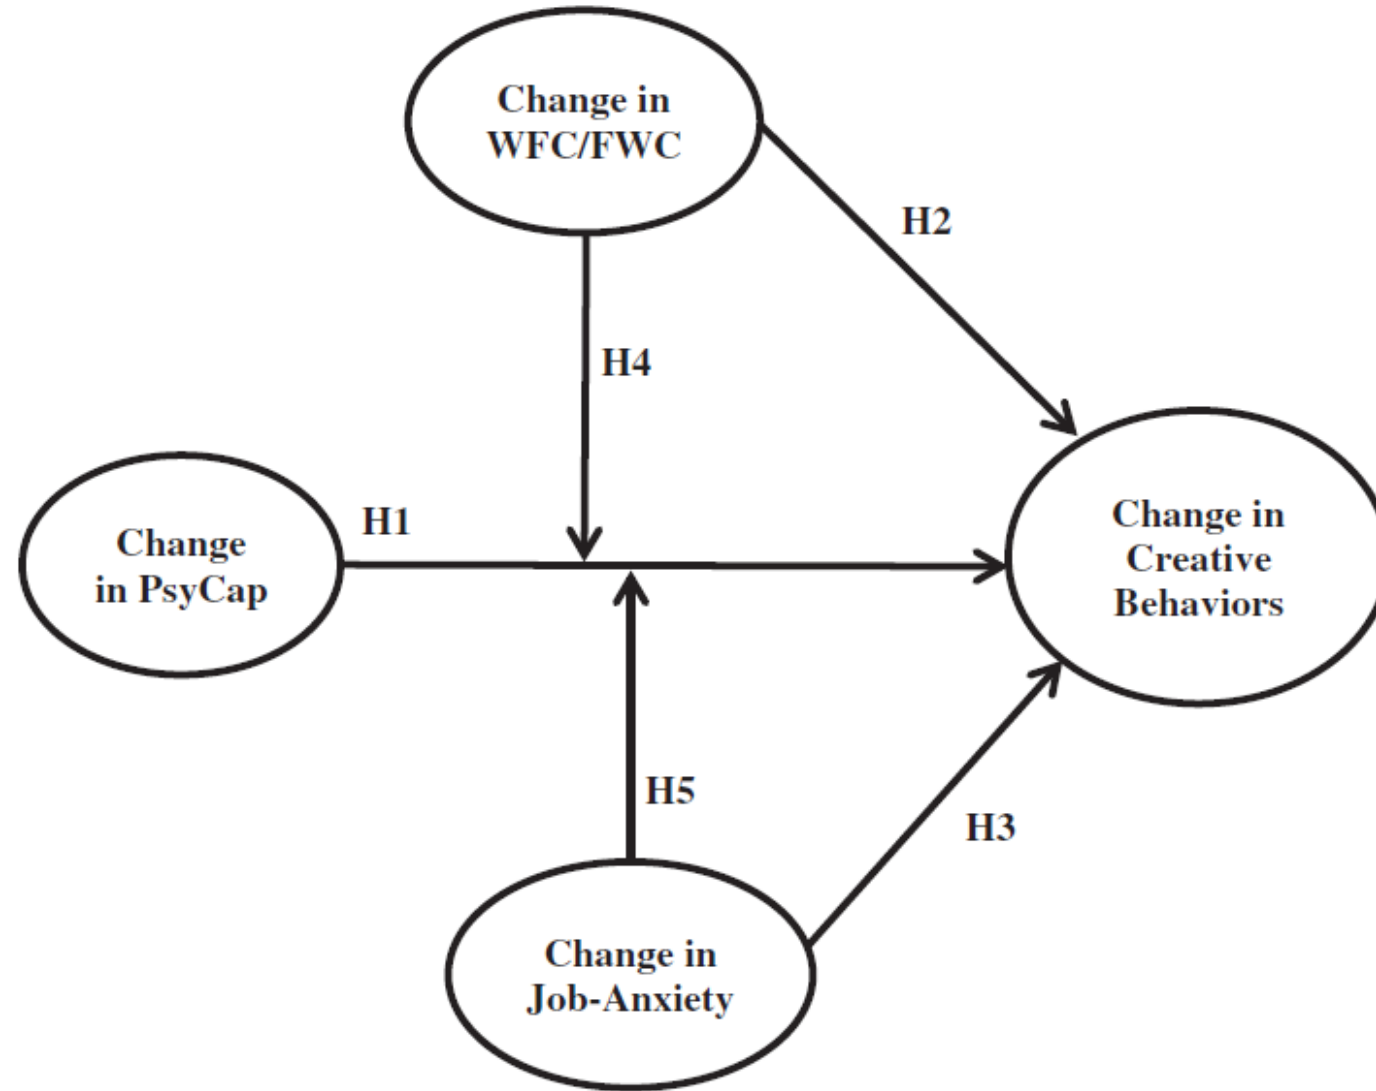 Change in
WFC/FWC
H2
H4
H1
Change
in PsyCap
Change in
Creative
Behaviors
H5
H3
Change in
Job-Anxiety